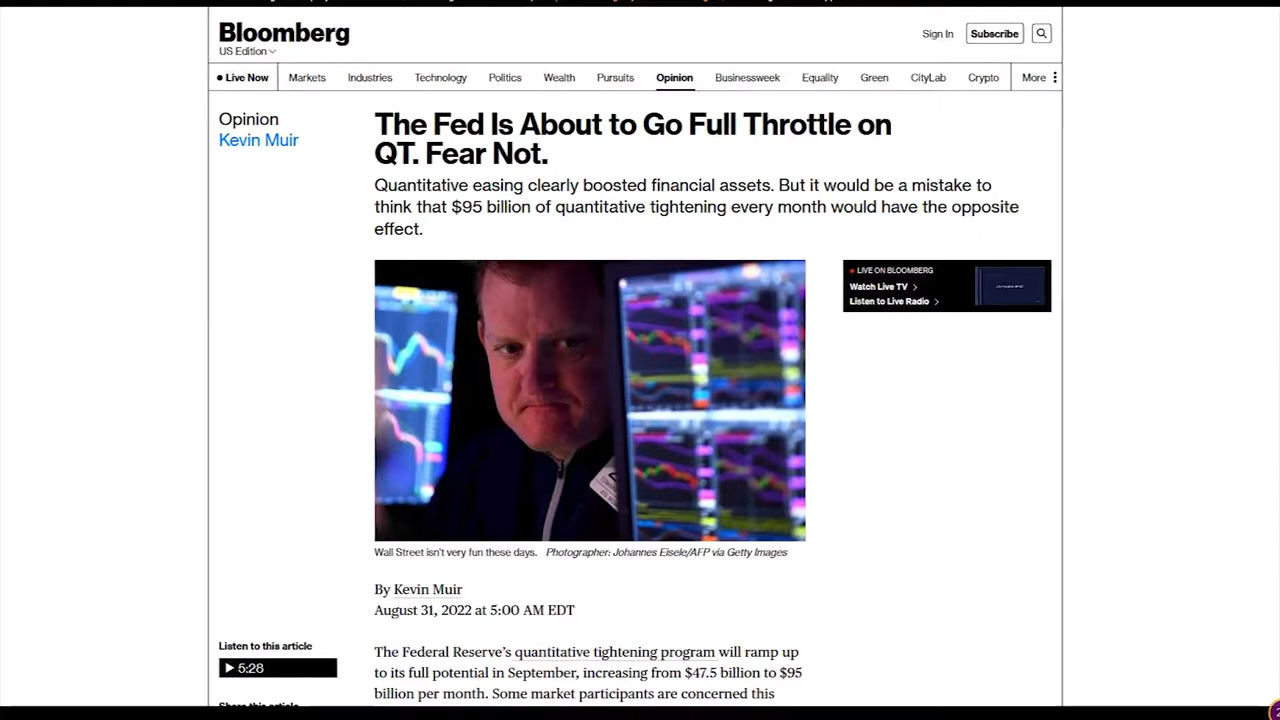 Bloomberg
US Edition
Sign In
Subscribe
Live Now
Markets
Industries
Technology
Politics
Wealth
Pursuits
Opinion
Businessweek
Equality
Green
CityLab
Crypto
More
Opinion
Kevin Muir
The Fed Is About to Go Full Throttle on
QT. Fear Not.
Quantitative easing clearly boosted financial assets. But it would be a mistake to
think that $95 billion of quantitative tightening every month would have the opposite
effect.
LIVE ON BLOOMBERG
Watch Live TV
Listen to Live Radio
Wall Street isn't very fun these days. Photographer: Johannes Eisele/AFP via Getty Images
By Kevin Muir
August 31, 2022 at 5:00 AM EDT
Listen to this article
5:28
Share this article
The Federal Reserve's quantitative tightening program will ramp up
to its full potential in September, increasing from $47.5 billion to $95
billion per month. Some market participants are concerned this